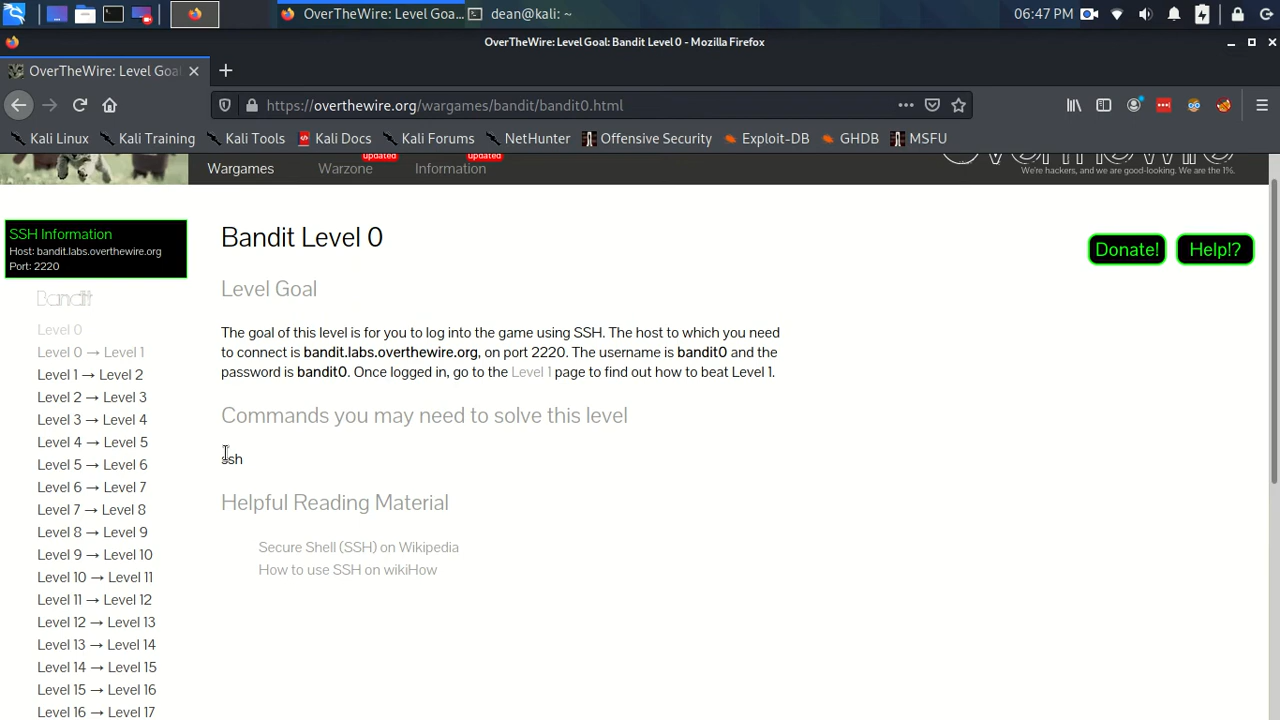 OverTheWire: Level Goa... dean@kali: ~ 06:47 PM
OverTheWire: Level Goal: Bandit Level 0 - Mozilla Firefox
OverTheWire: Level Goal
https://overthewire.org/wargames/bandit/bandit0.html
Kali Linux Kali Training Kali Tools Kali Docs Kali Forums NetHunter Offensive Security Exploit-DB GHDB MSFU
updated updated
Wargames Warzone Information
We're hackers, and we are good-looking. We are the 1%.
SSH Information
Host: bandit.labs.overthewire.org
Port: 2220
Bandit
Level 0
Level 0 → Level 1
Level 1 → Level 2
Level 2 → Level 3
Level 3 → Level 4
Level 4 → Level 5
Level 5 → Level 6
Level 6 → Level 7
Level 7 → Level 8
Level 8 → Level 9
Level 9 → Level 10
Level 10 → Level 11
Level 11 → Level 12
Level 12 → Level 13
Level 13 → Level 14
Level 14 → Level 15
Level 15 → Level 16
Level 16 → Level 17
Bandit Level 0
Donate! Help!?
Level Goal
The goal of this level is for you to log into the game using SSH. The host to which you need
to connect is bandit.labs.overthewire.org, on port 2220. The username is bandit0 and the
password is bandit0. Once logged in, go to the Level 1 page to find out how to beat Level 1.
Commands you may need to solve this level
ssh
Helpful Reading Material
Secure Shell (SSH) on Wikipedia
How to use SSH on wikiHow